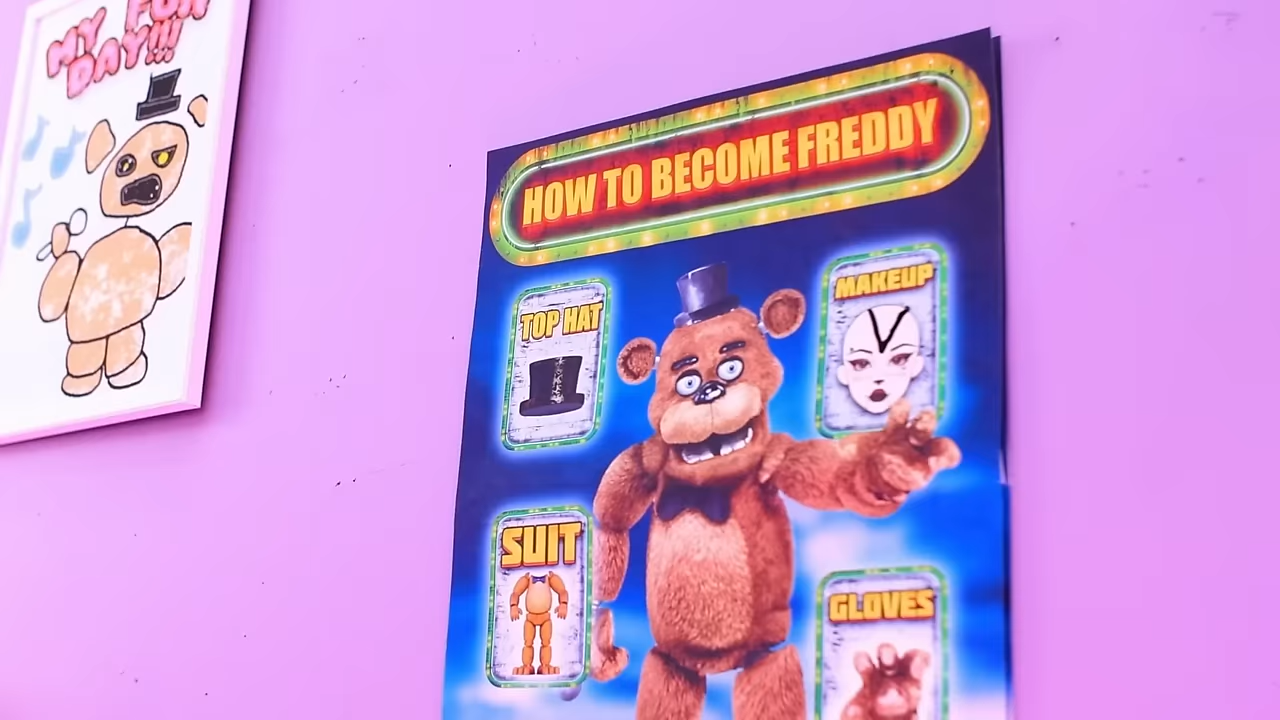 MY FUN
DAY!!!
HOW TO BECOME FREDDY
TOP HAT
MAKEUP
SUIT
GLOVES